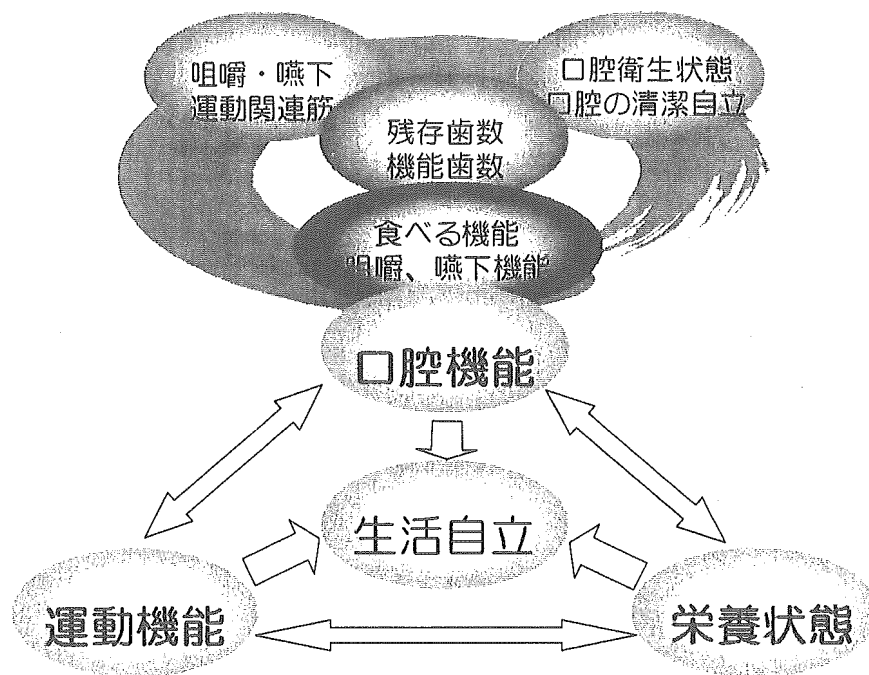 咀嚼・嚥下
運動関連筋
口腔衛生状態
口腔の清潔自立
残存歯数
機能歯数
食べる機能
咀嚼、嚥下機能
口腔機能
生活自立
運動機能
栄養状態